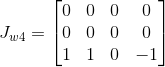 J_{w4} = \begin{bmatrix} 0 & 0 & 0 & 0 \\ 0 & 0 & 0 & 0 \\ 1 & 1 & 0 & -1 \end{bmatrix}